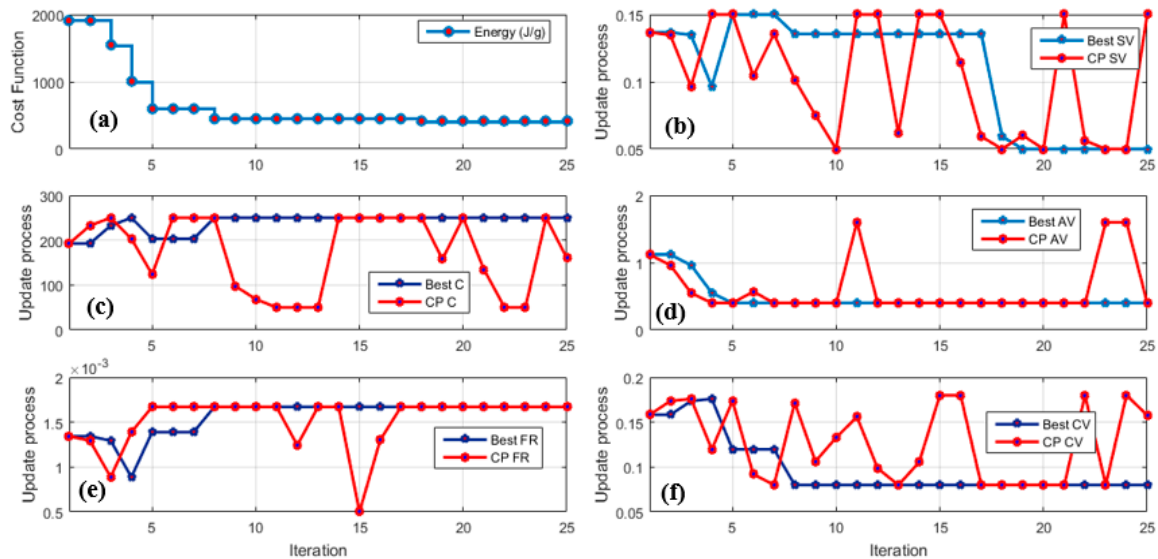 2000
1000
0
Cost Function
Energy (J/g)
(a)
5
10
15
20
25
0.15
0.1
0.05
Update process
Best SV
CP SV
(b)
5
10
15
20
25
300
200
100
0
Update process
Best C
CP C
(c)
5
10
15
20
25
2
1
0
Update process
Best AV
CP AV
(d)
5
10
15
20
25
× 10⁻³
2
1.5
1
0.5
Update process
Best FR
CP FR
(e)
5
10
15
20
25
Iteration
0.2
0.15
0.1
0.05
Update process
Best CV
CP CV
(f)
5
10
15
20
25
Iteration